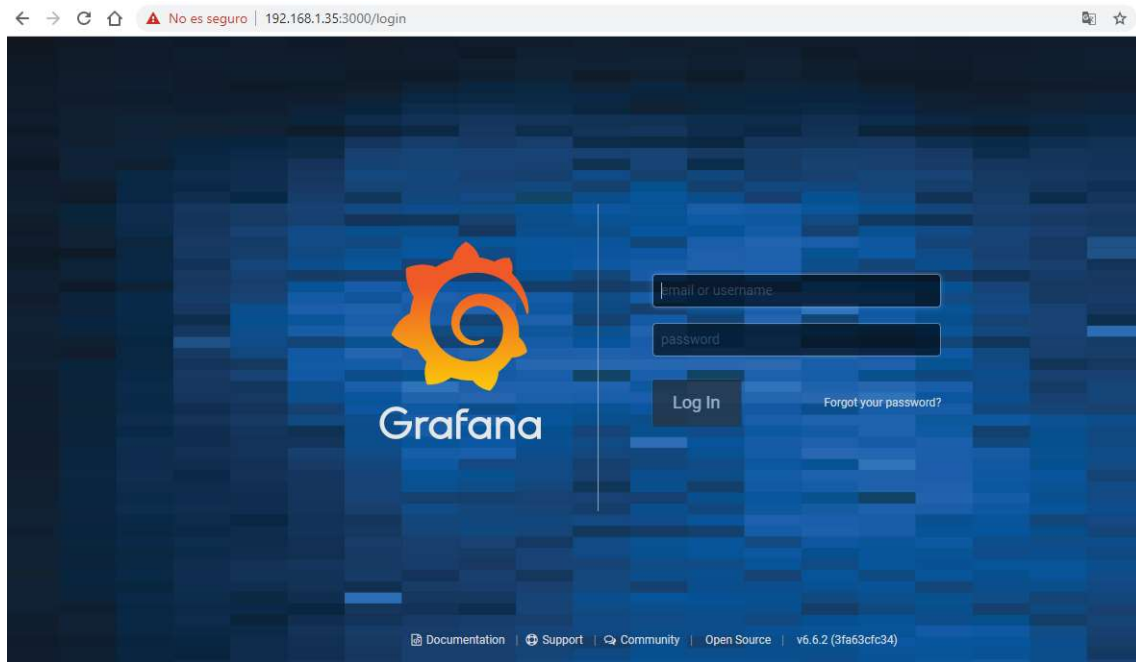 No es seguro | 192.168.1.35:3000/login
email or username
password
Log In
Forgot your password?
Grafana
Documentation | Support | Community | Open Source | v6.6.2 (3fa63cfc34)